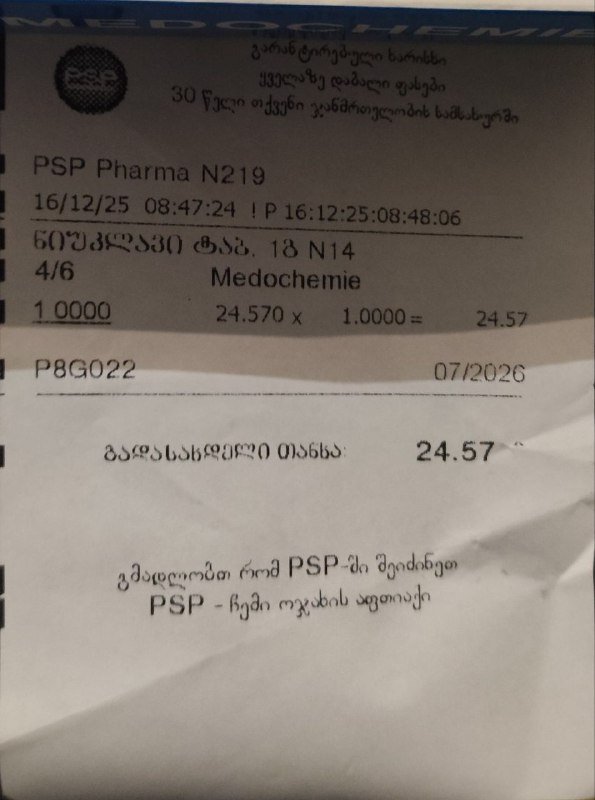 MEDOCHEMIE
გარანტირებული ხარისხი
ყველაზე დაბალი ფასები
30 წელი თქვენი ჯანმრთელობის სამსახურში
PSP Pharma N219
16/12/25 08:47:24 ! P 16:12:25:08:48:06
ნიუკლავი ტაბ. 1გ N14
4/6 Medochemie
1 0000 24.570 x 1.0000 = 24.57
P8G022 07/2026
გადასახდელი თანხა: 24.57
გმადლობთ რომ PSP-ში შეიძინეთ
PSP - ჩემი ოჯახის აფთიაქი